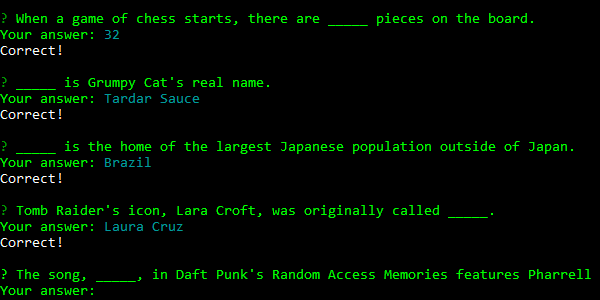 ? When a game of chess starts, there are _____ pieces on the board.
Your answer: 32
Correct!
? _____ is Grumpy Cat's real name.
Your answer: Tardar Sauce
Correct!
? _____ is the home of the largest Japanese population outside of Japan.
Your answer: Brazil
Correct!
? Tomb Raider's icon, Lara Croft, was originally called _____.
Your answer: Laura Cruz
Correct!
? The song, _____, in Daft Punk's Random Access Memories features Pharrell
Your answer: